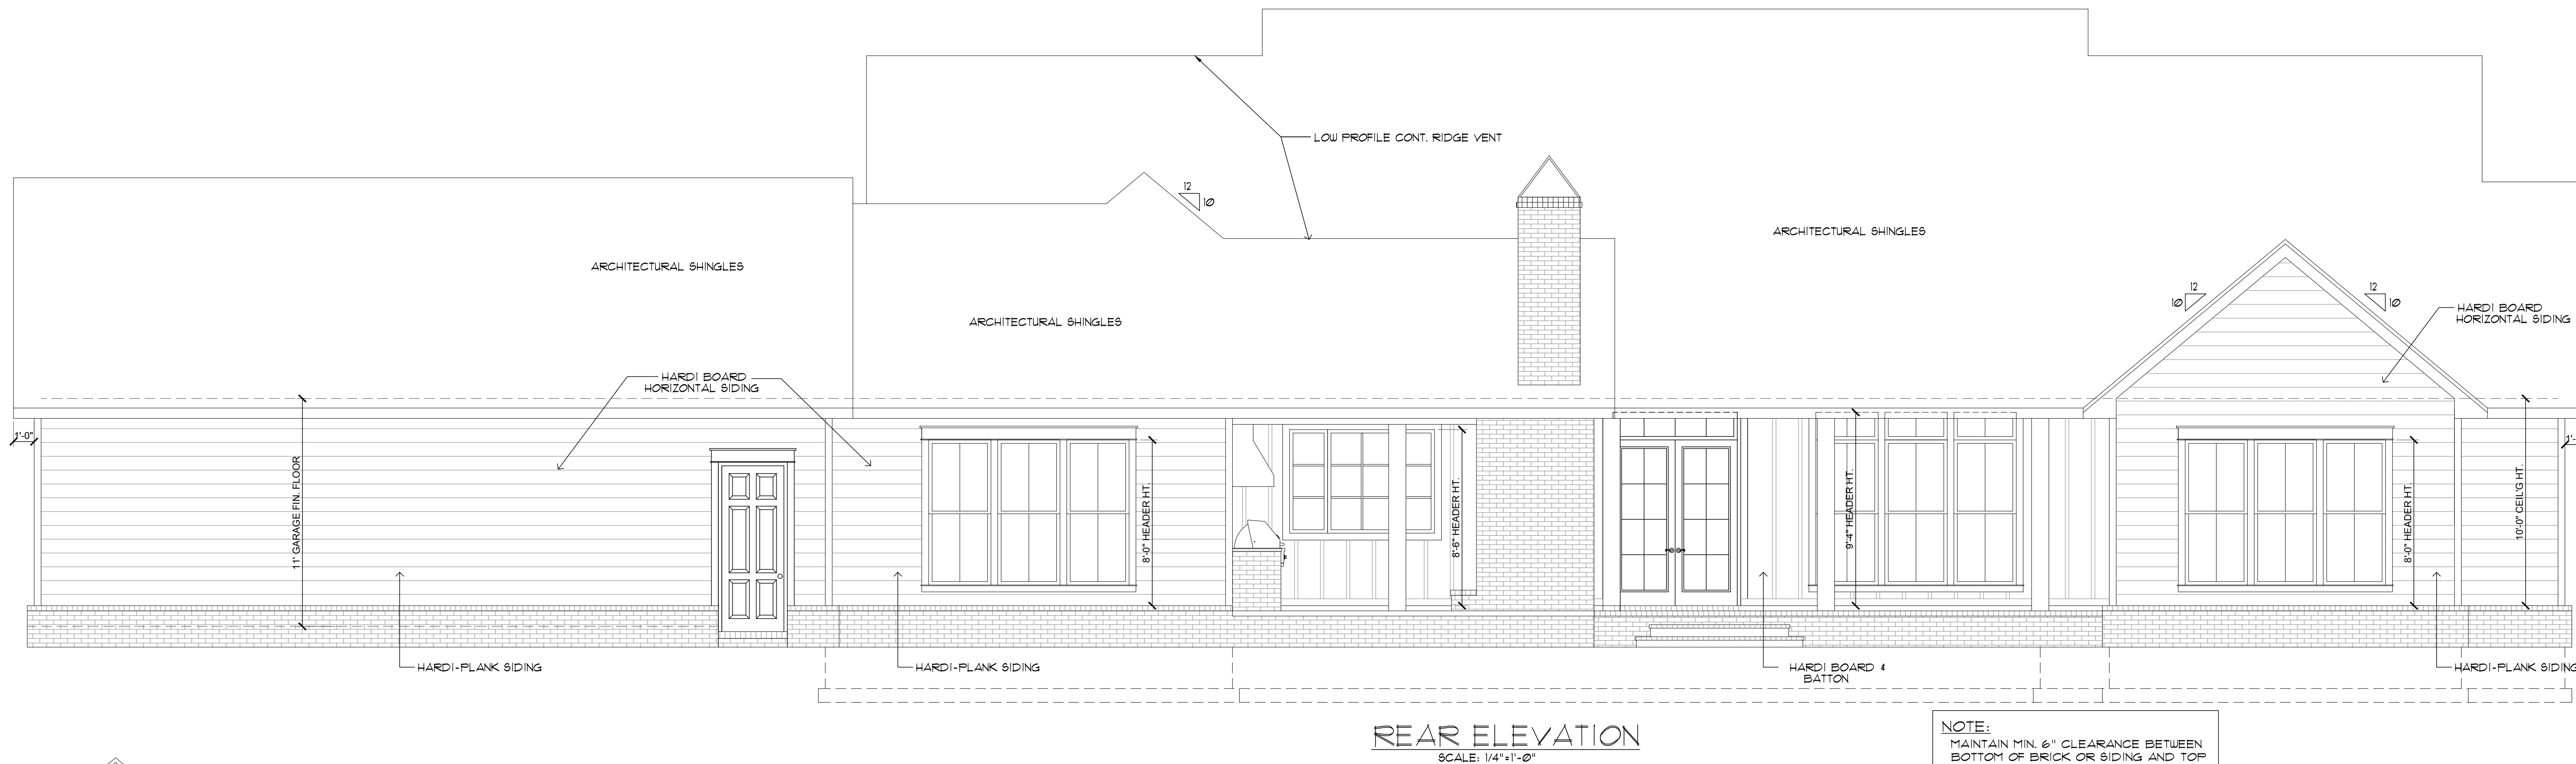 LOW PROFILE CONT. RIDGE VENT
12
10
ARCHITECTURAL SHINGLES
ARCHITECTURAL SHINGLES
ARCHITECTURAL SHINGLES
12
10
12
10
HARDI BOARD
HORIZONTAL SIDING
HARDI BOARD
HORIZONTAL SIDING
1'-0"
11' GARAGE FIN. FLOOR
8'-0" HEADER HT.
8'-6" HEADER HT.
9'-4" HEADER HT.
8'-0" HEADER HT.
10'-0" CEIL'G HT.
1'-
HARDI-PLANK SIDING
HARDI-PLANK SIDING
HARDI BOARD &
BATTON
HARDI-PLANK SIDING
REAR ELEVATION
SCALE: 1/4"=1'-0"
NOTE:
MAINTAIN MIN. 6" CLEARANCE BETWEEN
BOTTOM OF BRICK OR SIDING AND TOP